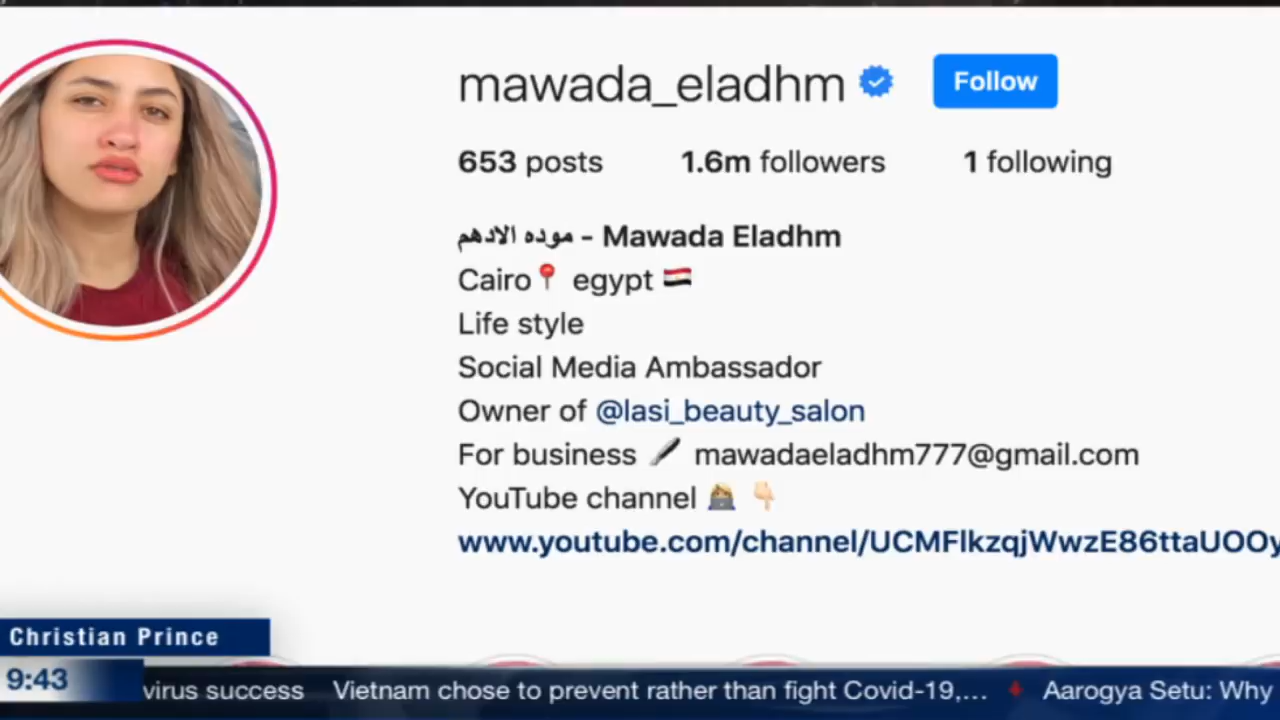 mawada_eladhm Follow
653 posts 1.6m followers 1 following
موده الادهم - Mawada Eladhm
Cairo📍 egypt 🇪🇬
Life style
Social Media Ambassador
Owner of @lasi_beauty_salon
For business 🖋 mawadaeladhm777@gmail.com
YouTube channel 👩🏼‍💻 👇🏻
www.youtube.com/channel/UCMFlkzqjWwzE86ttaUOOy
Christian Prince
9:43
virus success Vietnam chose to prevent rather than fight Covid-19,... Aarogya Setu: Why